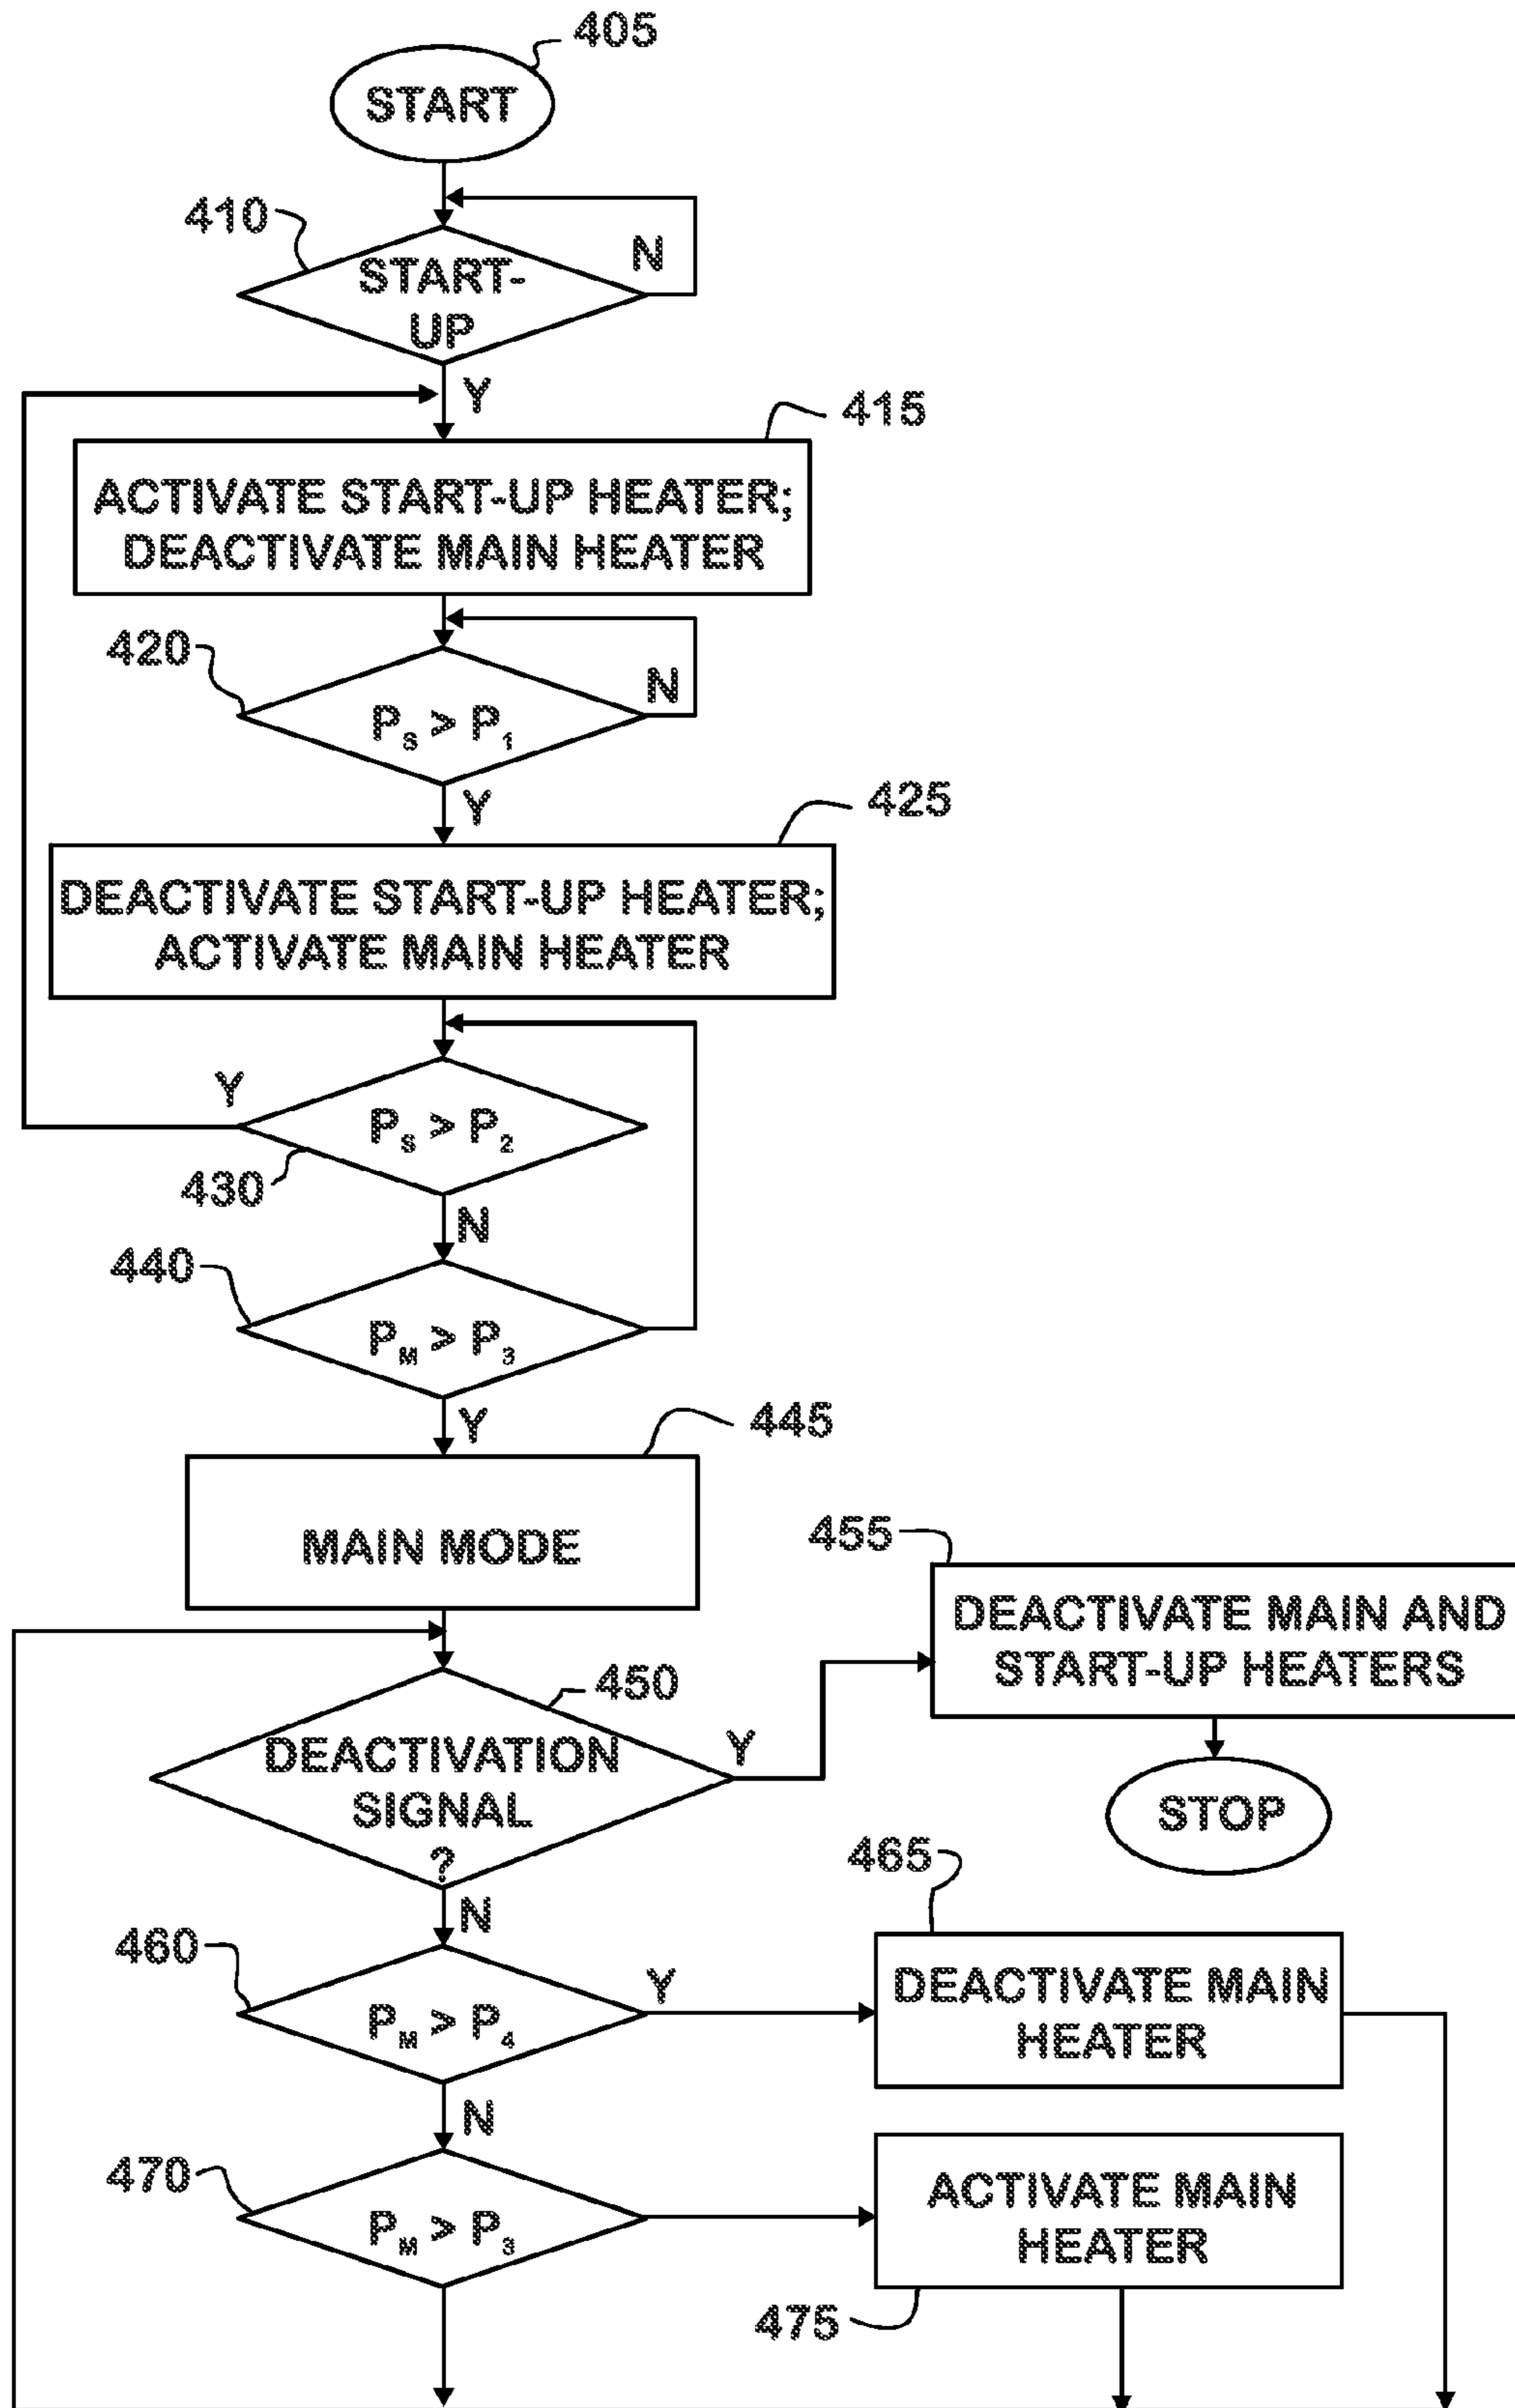 405
START
410
N
START-
UP
Y
415
ACTIVATE START-UP HEATER;
DEACTIVATE MAIN HEATER
420
N
PS > P1
Y
425
DEACTIVATE START-UP HEATER;
ACTIVATE MAIN HEATER
Y
PS > P2
430
N
440
PM > P3
Y
445
MAIN MODE
455
DEACTIVATE MAIN AND
START-UP HEATERS
450
DEACTIVATION
SIGNAL
?
Y
STOP
N
465
460
Y
PM > P4
DEACTIVATE MAIN
HEATER
N
470
PM > P3
ACTIVATE MAIN
HEATER
475